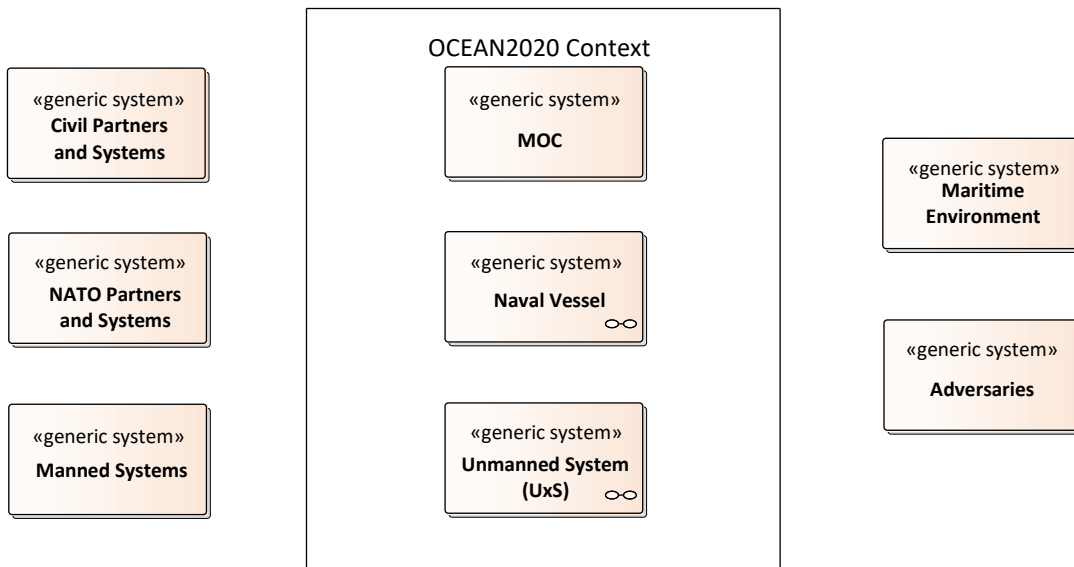 OCEAN2020 Context
«generic system»
Civil Partners
and Systems
«generic system»
NATO Partners
and Systems
«generic system»
Manned Systems
«generic system»
MOC
«generic system»
Naval Vessel
«generic system»
Unmanned System
(UxS)
«generic system»
Maritime
Environment
«generic system»
Adversaries